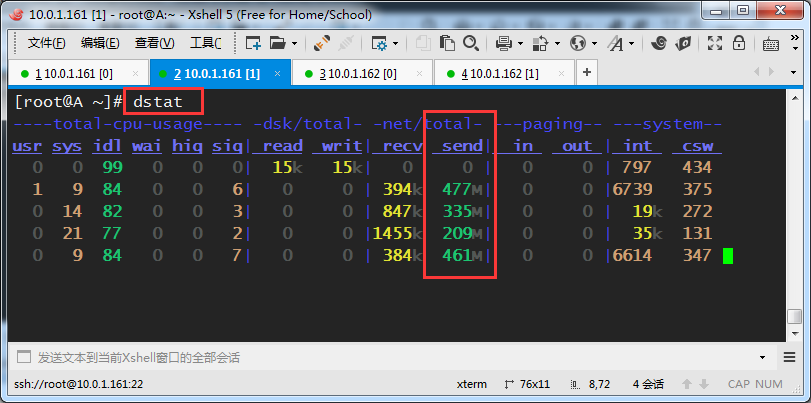 10.0.1.161 [1] - root@A:~ - Xshell 5 (Free for Home/School)
文件(F) 编辑(E) 查看(V) 工具(
1 10.0.1.161 [0] 2 10.0.1.161 [1] × 3 10.0.1.162 [0] 4 10.0.1.162 [1] +
[root@A ~]# dstat
----total-cpu-usage---- -dsk/total- -net/total- ---paging-- ---system--
usr sys idl wai hiq siq| read writ| recv send| in out | int csw
0 0 99 0 0 0| 15k 15k| 0 0 | 0 0 | 797 434
1 9 84 0 0 6| 0 0 | 394k 477M| 0 0 |6739 375
0 14 82 0 0 3| 0 0 | 847k 335M| 0 0 | 19k 272
0 21 77 0 0 2| 0 0 |1455k 209M| 0 0 | 35k 131
0 9 84 0 0 7| 0 0 | 384k 461M| 0 0 |6614 347
发送文本到当前Xshell窗口的全部会话
ssh://root@10.0.1.161:22 xterm 76x11 8,72 4 会话 CAP NUM